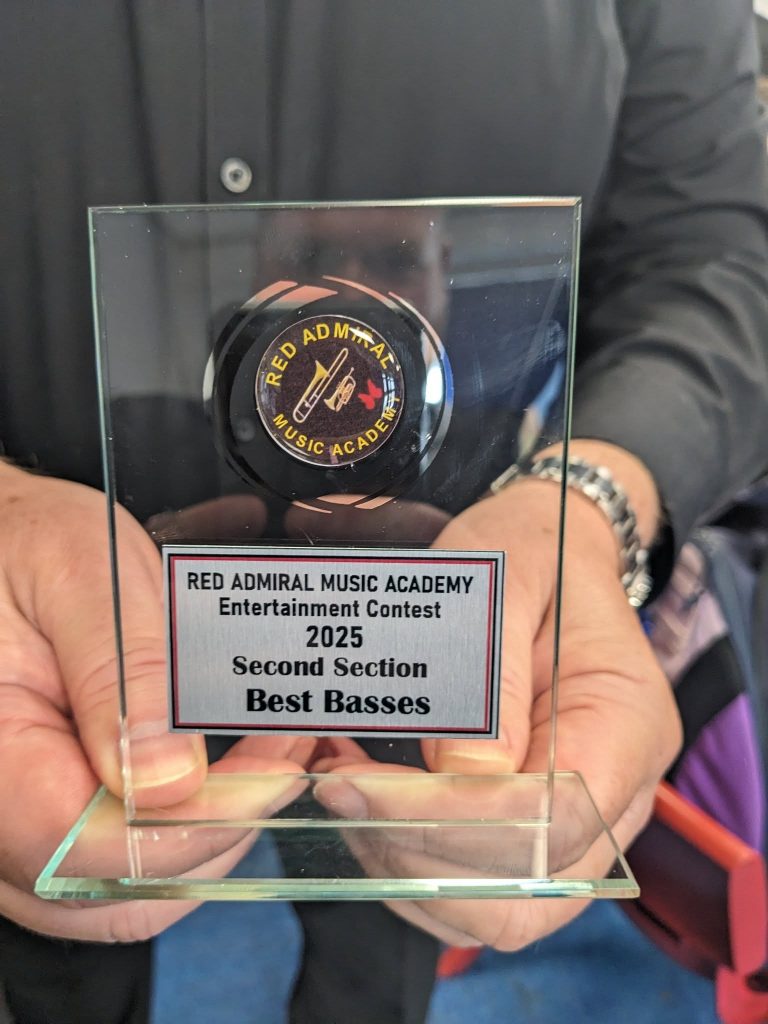 RED ADMIRAL
MUSIC ACADEMY
RED ADMIRAL MUSIC ACADEMY
Entertainment Contest
2025
Second Section
Best Basses